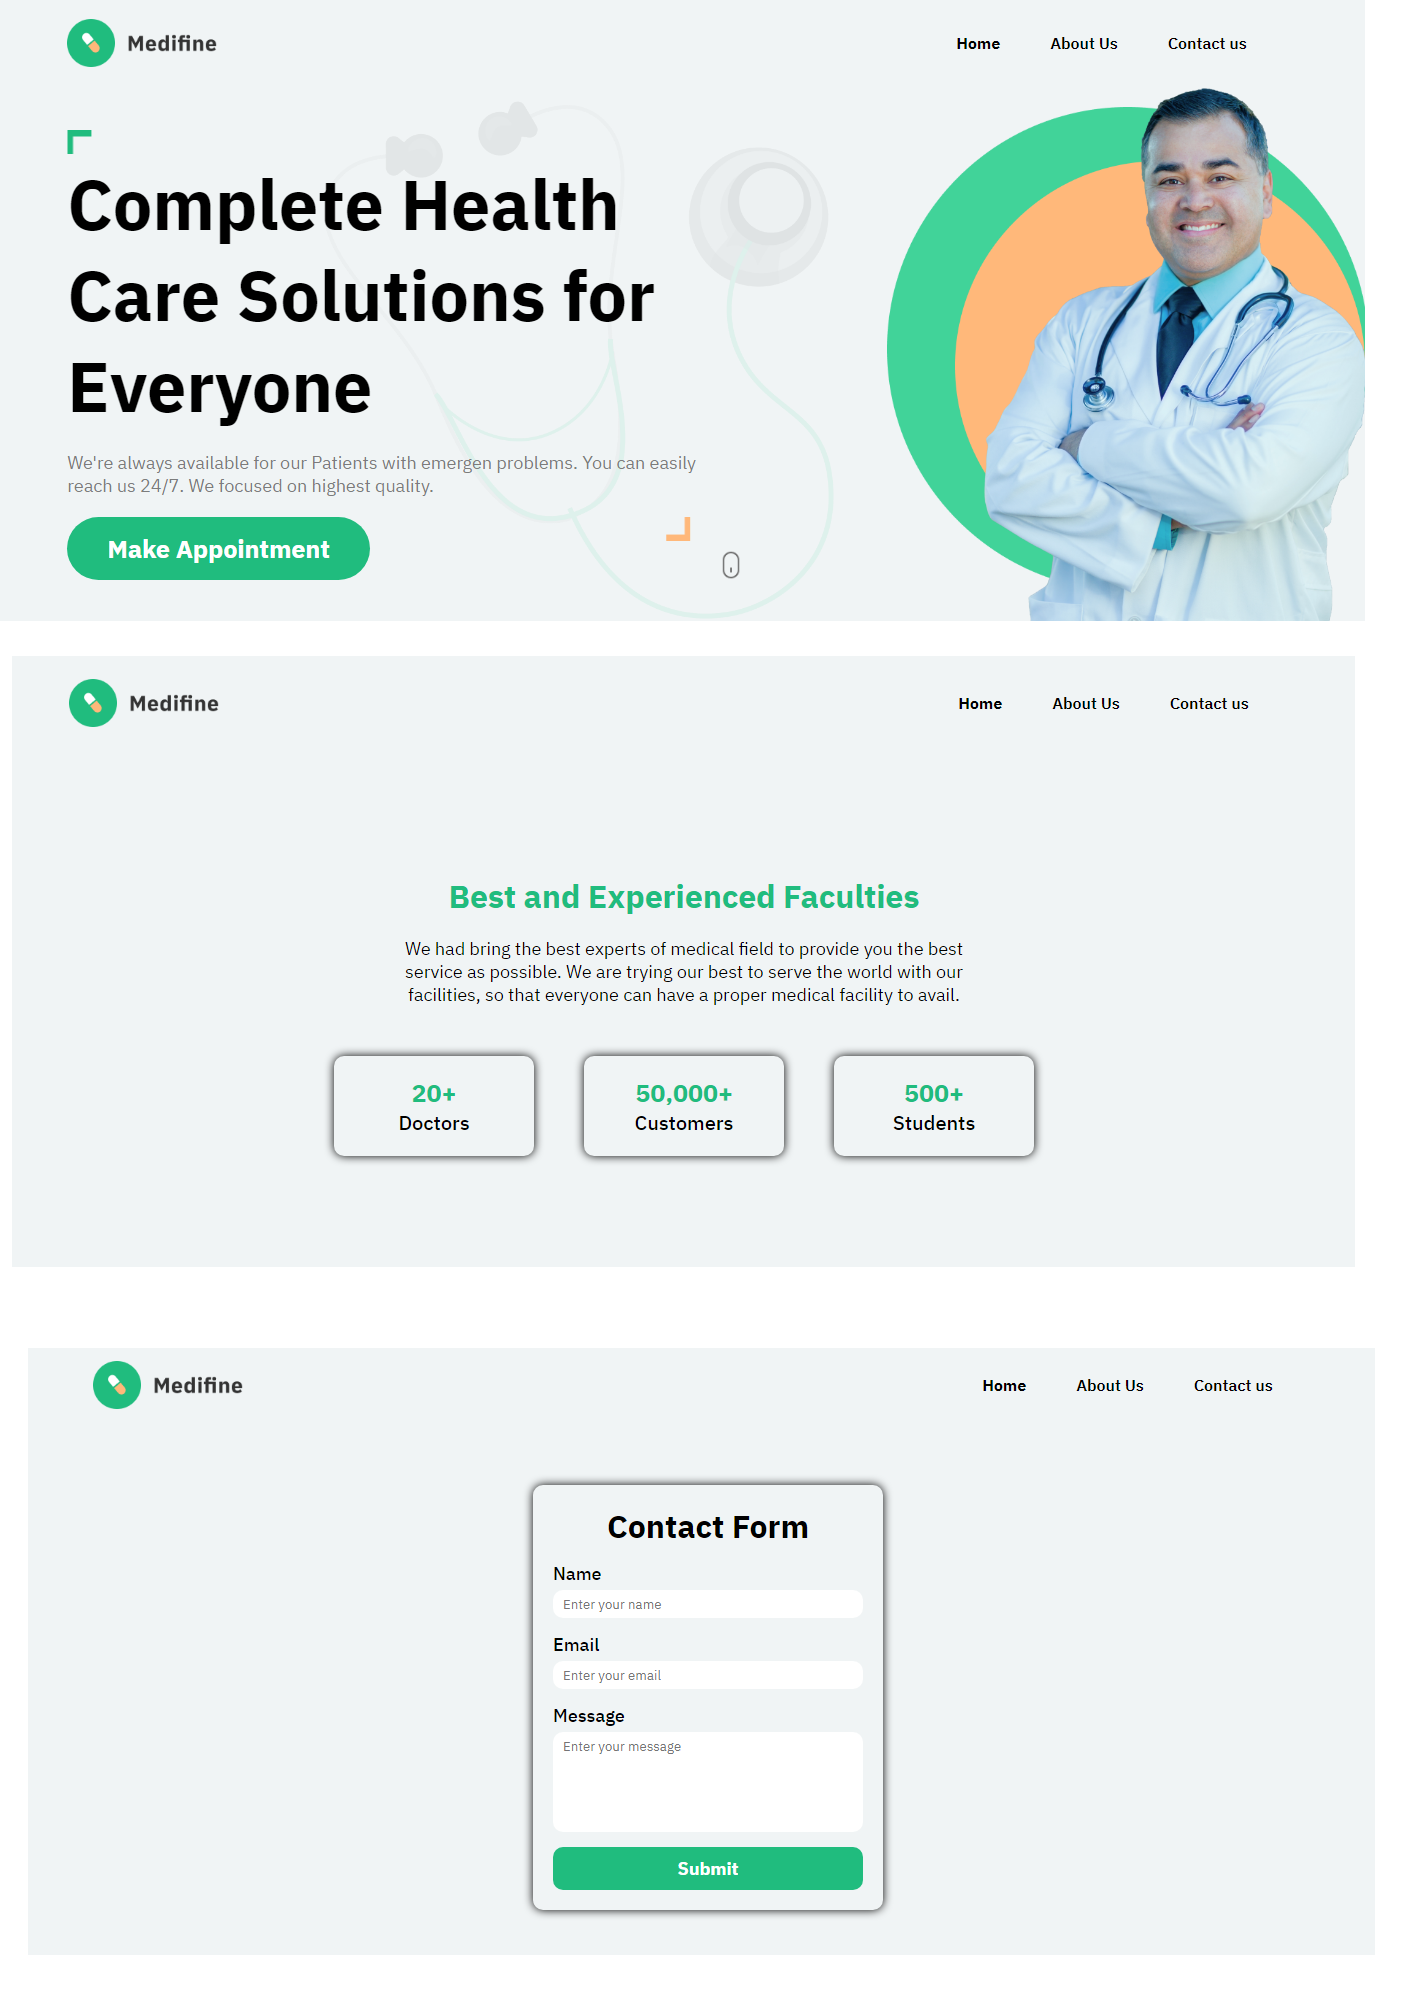 Medifine
Home About Us Contact us
Complete Health
Care Solutions for
Everyone
We're always available for our Patients with emergen problems. You can easily
reach us 24/7. We focused on highest quality.
Make Appointment
Medifine
Home About Us Contact us
Best and Experienced Faculties
We had bring the best experts of medical field to provide you the best
service as possible. We are trying our best to serve the world with our
facilities, so that everyone can have a proper medical facility to avail.
20+
Doctors
50,000+
Customers
500+
Students
Medifine
Home About Us Contact us
Contact Form
Name
Enter your name
Email
Enter your email
Message
Enter your message
Submit